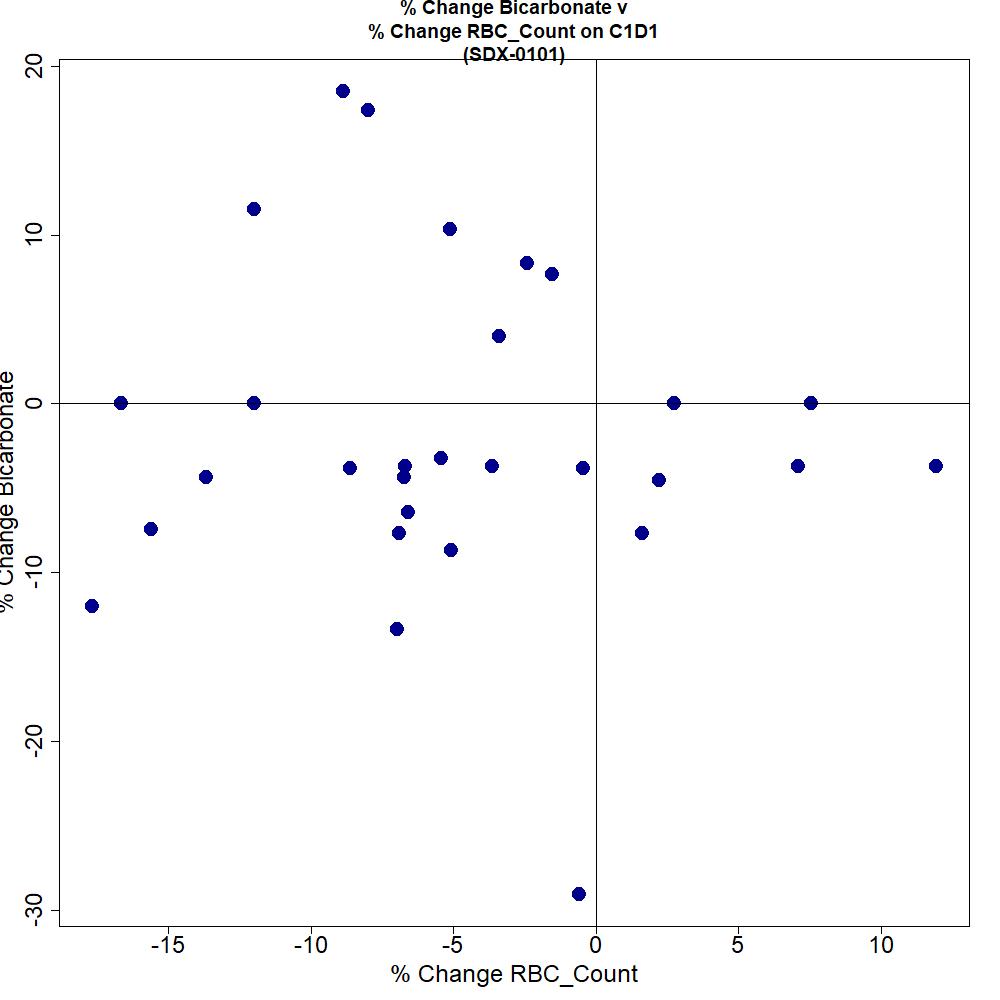 % Change Bicarbonate v
% Change RBC_Count on C1D1
(SDX-0101)
20
10
0
-10
-20
-30
% Change Bicarbonate
-15
-10
-5
0
5
10
% Change RBC_Count